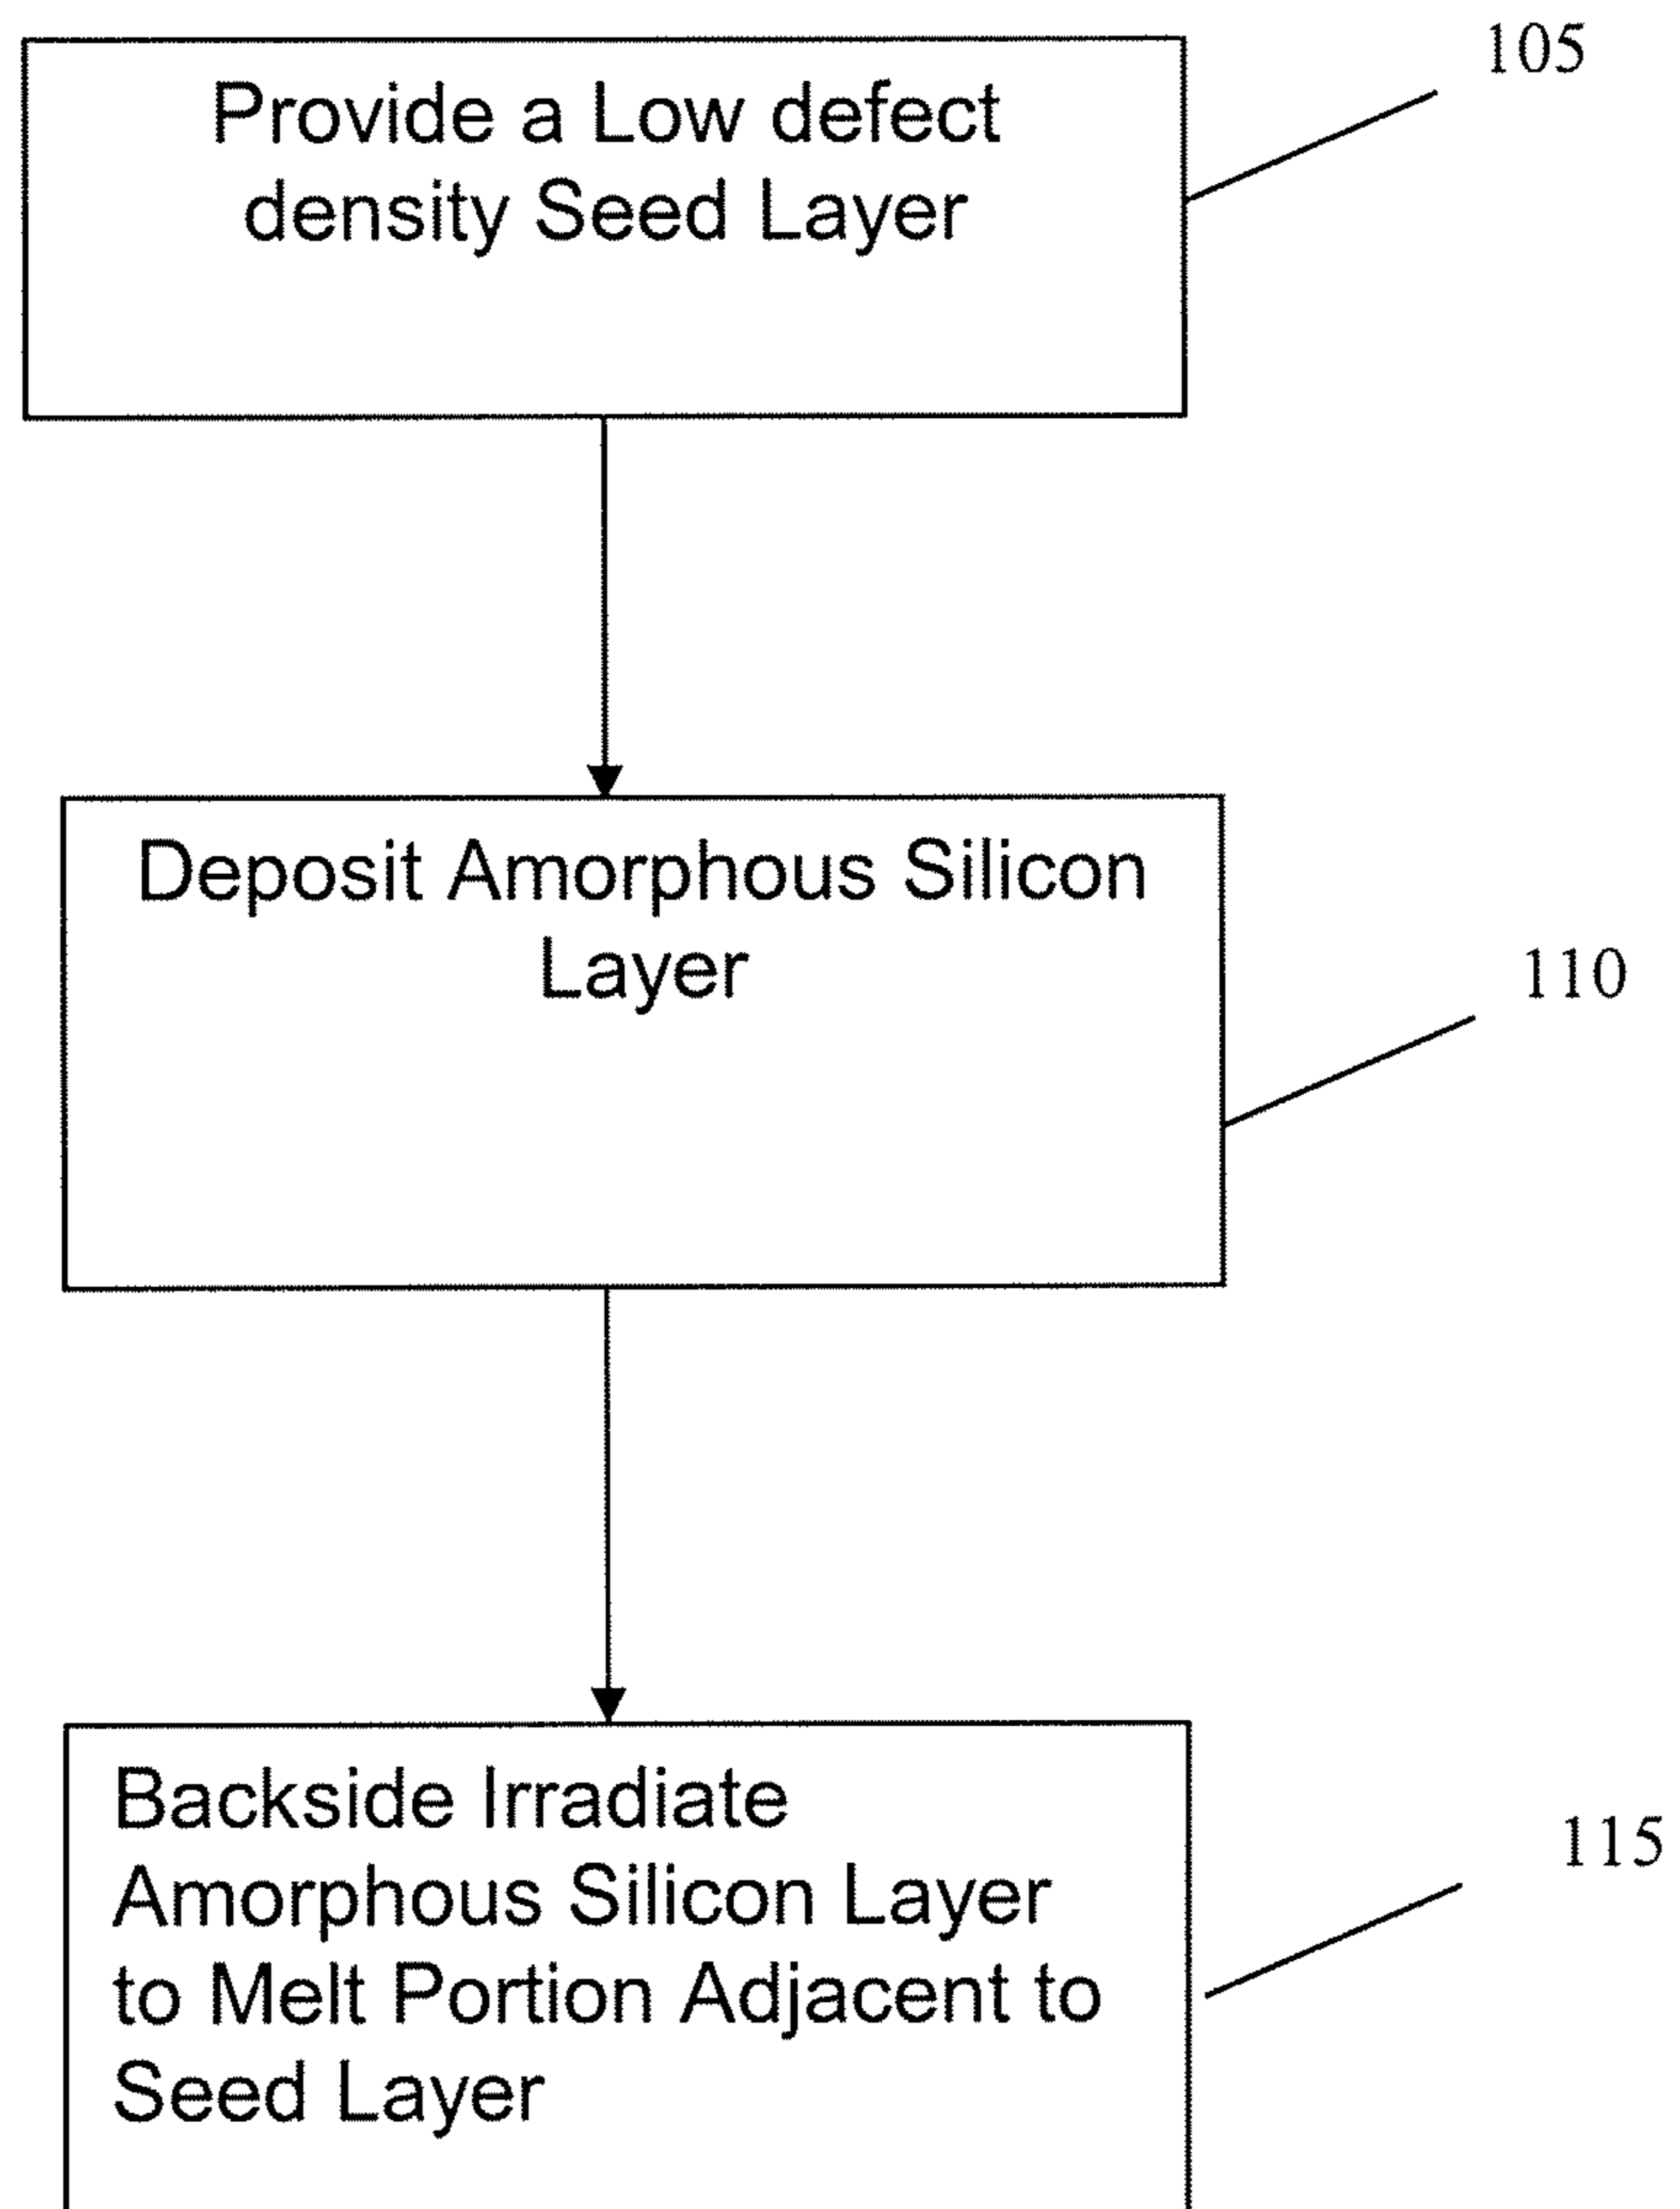 105
Provide a Low defect
density Seed Layer
Deposit Amorphous Silicon
Layer
110
Backside Irradiate
Amorphous Silicon Layer
to Melt Portion Adjacent to
Seed Layer
115